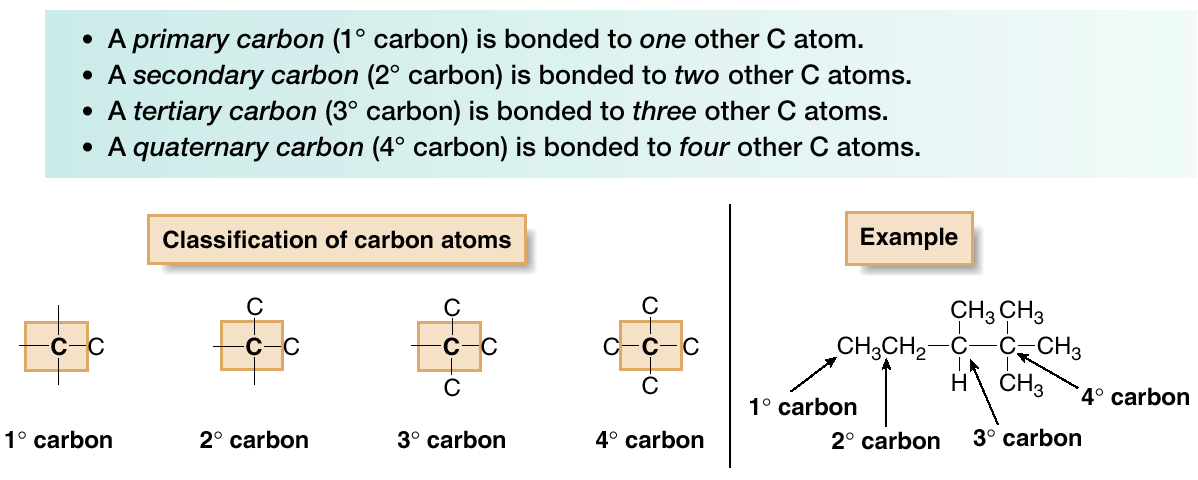 • A primary carbon (1° carbon) is bonded to one other C atom.
• A secondary carbon (2° carbon) is bonded to two other C atoms.
• A tertiary carbon (3° carbon) is bonded to three other C atoms.
• A quaternary carbon (4° carbon) is bonded to four other C atoms.
Classification of carbon atoms
C C
1° carbon
C
C C
2° carbon
C
C C
C
3° carbon
C
C C C
C
4° carbon
Example
CH₃ CH₃
CH₃CH₂ C C CH₃
H CH₃
1° carbon
2° carbon
3° carbon
4° carbon